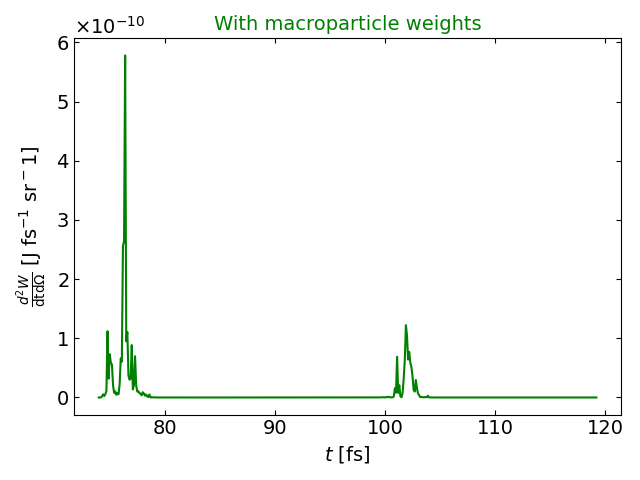 With macroparticle weights
×10⁻¹⁰
6
5
4
3
2
1
0
d²W/dtdΩ [J fs⁻¹ sr⁻1]
80 90 100 110 120
t [fs]